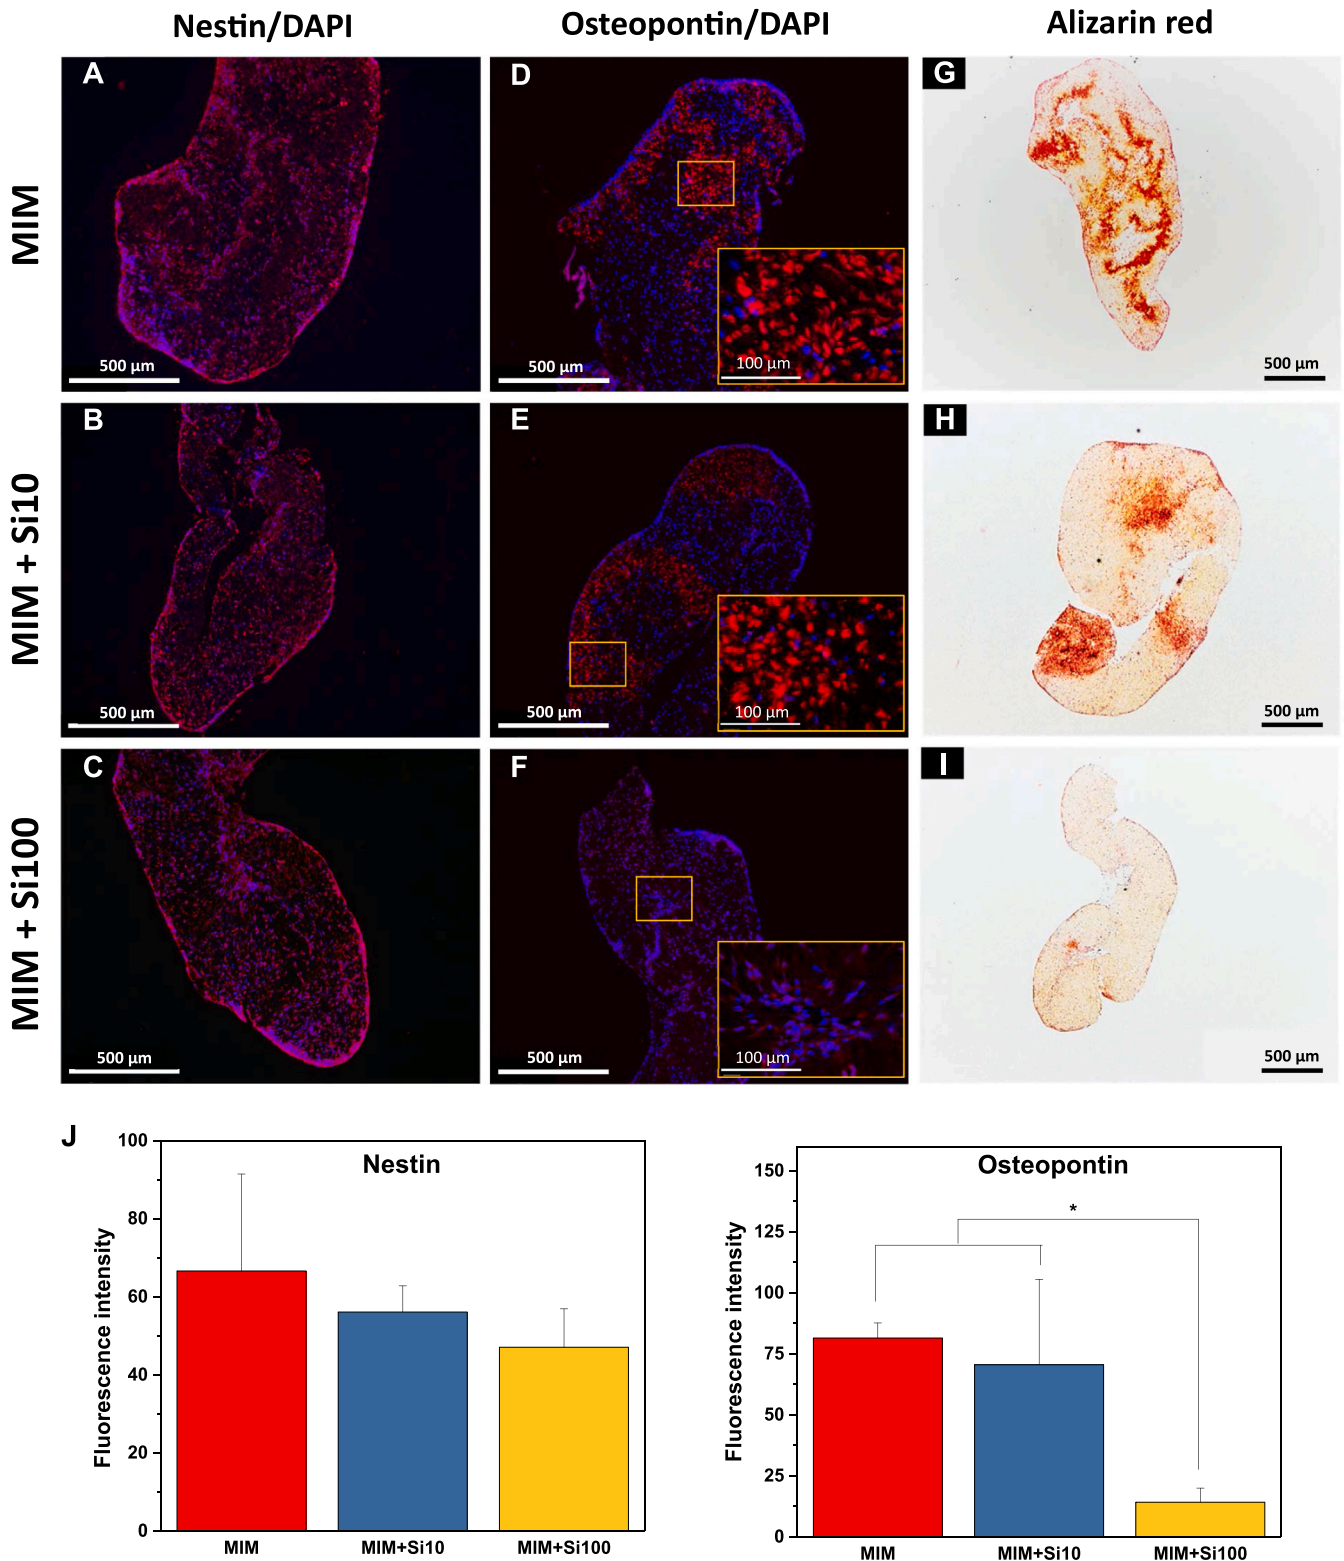 Nestin/DAPI
Osteopontin/DAPI
Alizarin red
MIM
A
500 µm
D
500 µm
100 µm
G
500 µm
MIM + Si10
B
500 µm
E
500 µm
100 µm
H
500 µm
MIM + Si100
C
500 µm
F
500 µm
100 µm
I
500 µm
J
Nestin
Fluorescence intensity
100
80
60
40
20
0
MIM
MIM+Si10
MIM+Si100
Osteopontin
*
Fluorescence intensity
150
125
100
75
50
25
0
MIM
MIM+Si10
MIM+Si100